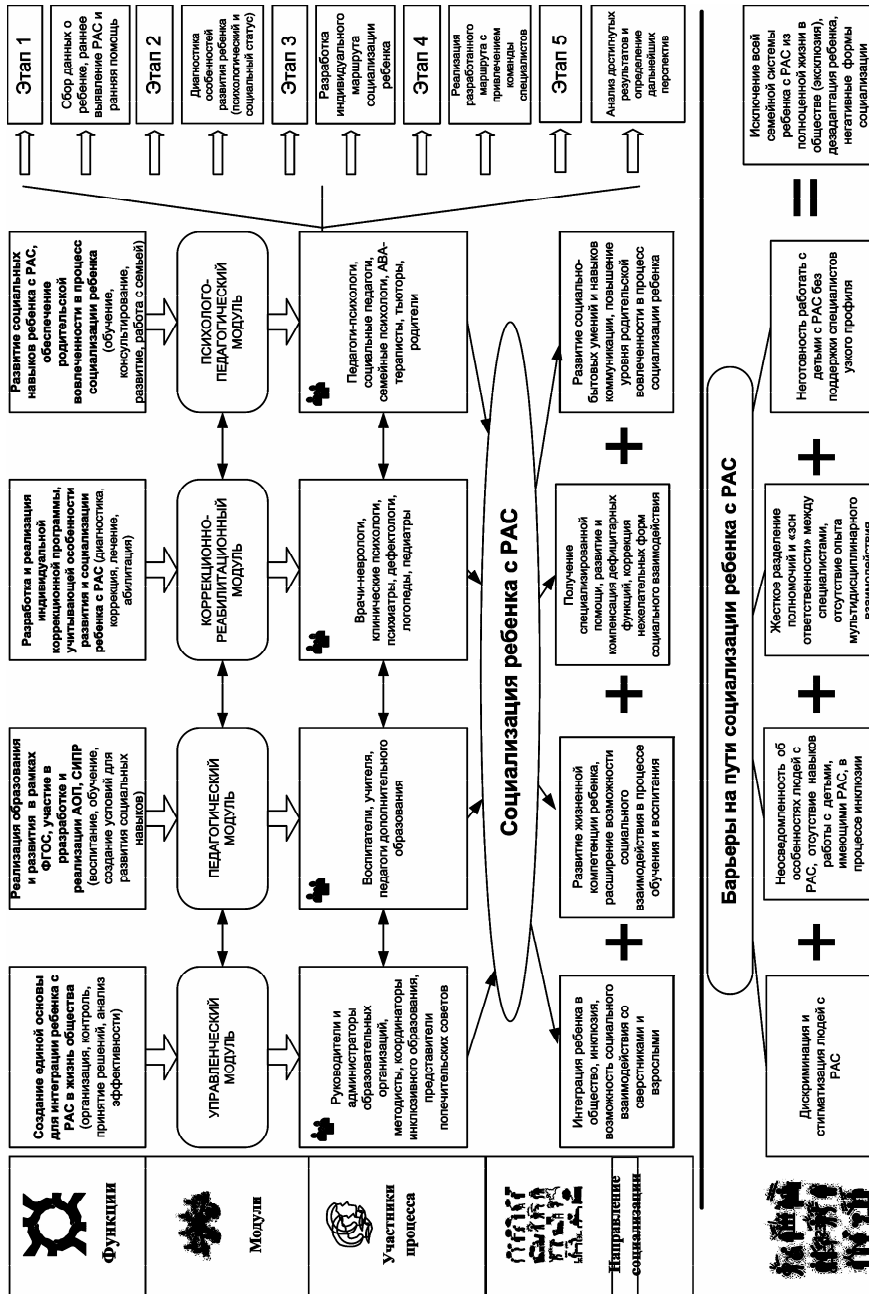 Функции
Создание единой основы
для интеграции ребенка с
РАС в жизнь общества
(организация, контроль,
принятие решений, анализ
эффективности)
Реализация образования
и развития в рамках
ФГОС, участие в
рразработке и
реализации АОП, СИПР
(воспитание, обучение,
создание условий для
развития социальных
навыков)
Разработка и реализация
индивидуальной
коррекционной программы,
учитывающей особенности
развития и социализации
ребенка с РАС (диагностика,
коррекция, лечение,
абилитация)
Развитие социальных
навыков ребенка с РАС,
обеспечение
родительской
вовлеченности в процесс
социализации ребенка
(обучение,
консультирование,
развитие, работа с семьей)
Модули
УПРАВЛЕНЧЕСКИЙ
МОДУЛЬ
ПЕДАГОГИЧЕСКИЙ
МОДУЛЬ
КОРРЕКЦИОННО-
РЕАБИЛИТАЦИОННЫЙ
МОДУЛЬ
ПСИХОЛОГО-
ПЕДАГОГИЧЕСКИЙ
МОДУЛЬ
Участники
процесса
Руководители и
администраторы
образовательных
организаций,
методисты, координаторы
инклюзивного образования,
представители
попечительских советов
Воспитатели, учителя,
педагоги дополнительного
образования
Врачи-неврологи,
клинические психологи,
психиатры, дефектологи,
логопеды, педиатры
Педагоги-психологи,
социальные педагоги,
семейные психологи, АВА-
тераписты, тьюторы,
родители
Этап 1
Сбор данных о
ребенке, раннее
выявление РАС и
ранняя помощь
Этап 2
Диагностика
особенностей
развития ребенка
(психологический и
социальный статус)
Этап 3
Разработка
индивидуального
маршрута
социализации
ребенка
Этап 4
Реализация
разработанного
маршрута с
привлечением
команды
специалистов
Этап 5
Анализ достигнутых
результатов и
определение
дальнейших
перспектив
Социализация ребенка с РАС
Направление
социализации
Интеграция ребенка в
общество, инклюзия,
возможность социального
взаимодействия со
сверстниками и
взрослыми
+
Развитие жизненной
компетенции ребенка,
расширение возможности
социального
взаимодействия в процессе
обучения и воспитания
+
Получение
специализированной
помощи, развитие и
компенсация дефицитарных
функций, коррекция
нежелательных форм
социального взаимодействия
+
Развитие социально-
бытовых умений и навыков
коммуникации, повышение
уровня родительской
вовлеченности в процесс
социализации ребенка
Барьеры на пути социализации ребенка с РАС
Дискриминация и
стигматизация людей с
РАС
+
Неосведомленность об
особенностях людей с
РАС, отсутствие навыков
работы с детьми,
имеющими РАС, в
процессе инклюзии
+
Жесткое разделение
полномочий и «зон
ответственности» между
специалистами,
отсутствие опыта
мультидисциплинарного
взаимодействия
+
Неготовность работать с
детьми с РАС без
поддержки специалистов
узкого профиля
=
Исключение всей
семейной системы
ребенка с РАС из
полноценной жизни в
обществе (эксклюзия),
дезадаптация ребенка,
негативные формы
социализации